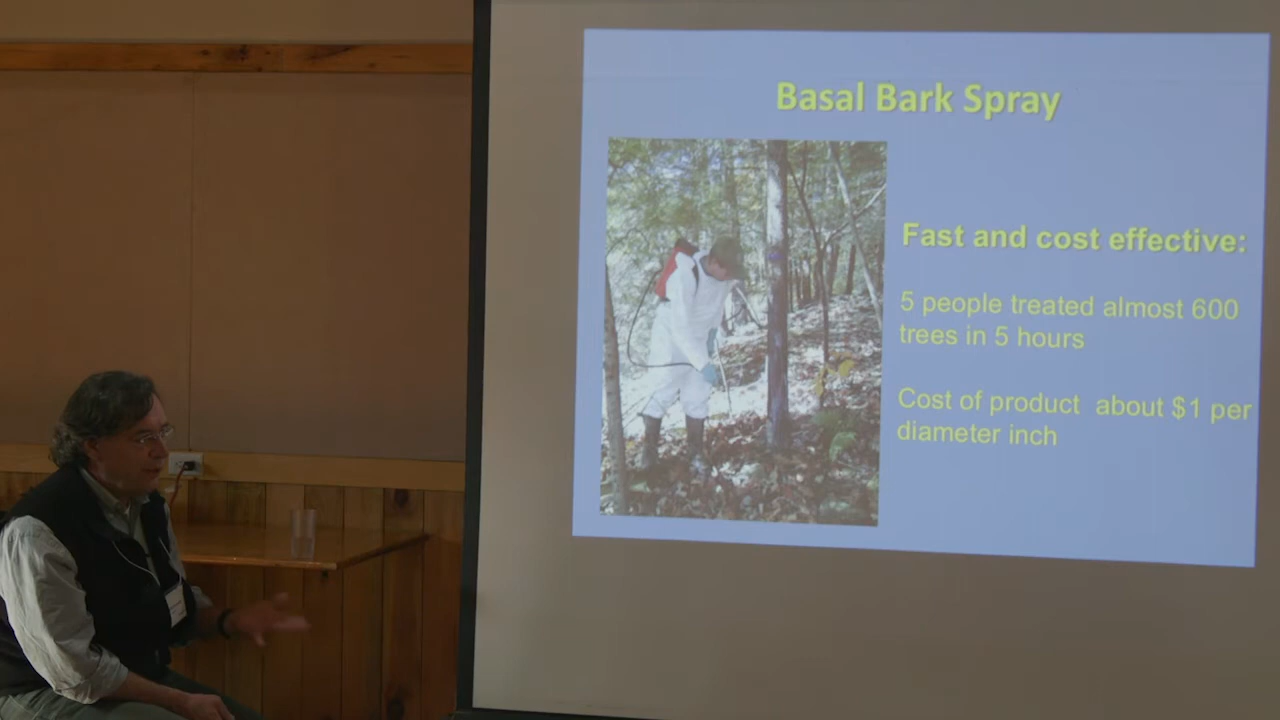 Basal Bark Spray
Fast and cost effective:
5 people treated almost 600
trees in 5 hours
Cost of product about $1 per
diameter inch